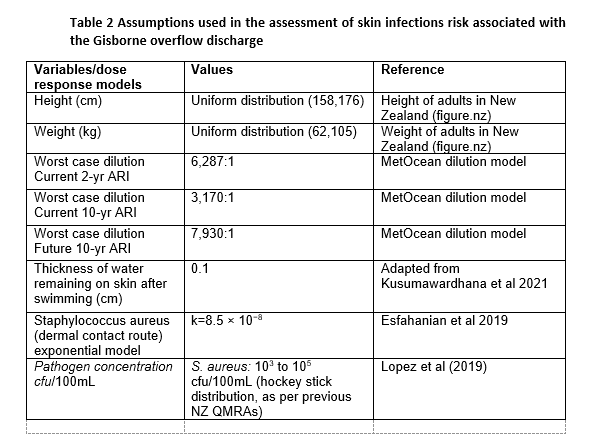 Table 2 Assumptions used in the assessment of skin infections risk associated with
the Gisborne overflow discharge
Variables/dose
response models
Values
Reference
Height (cm)
Uniform distribution (158,176)
Height of adults in New
Zealand (figure.nz)
Weight (kg)
Uniform distribution (62,105)
Weight of adults in New
Zealand (figure.nz)
Worst case dilution
Current 2-yr ARI
6,287:1
MetOcean dilution model
Worst case dilution
Current 10-yr ARI
3,170:1
MetOcean dilution model
Worst case dilution
Future 10-yr ARI
7,930:1
MetOcean dilution model
Thickness of water
remaining on skin after
swimming (cm)
0.1
Adapted from
Kusumawardhana et al 2021
Staphylococcus aureus
(dermal contact route)
exponential model
k=8.5 × 10⁻⁸
Esfahanian et al 2019
Pathogen concentration
cfu/100mL
S. aureus: 10³ to 10⁵
cfu/100mL (hockey stick
distribution, as per previous
NZ QMRAs)
Lopez et al (2019)